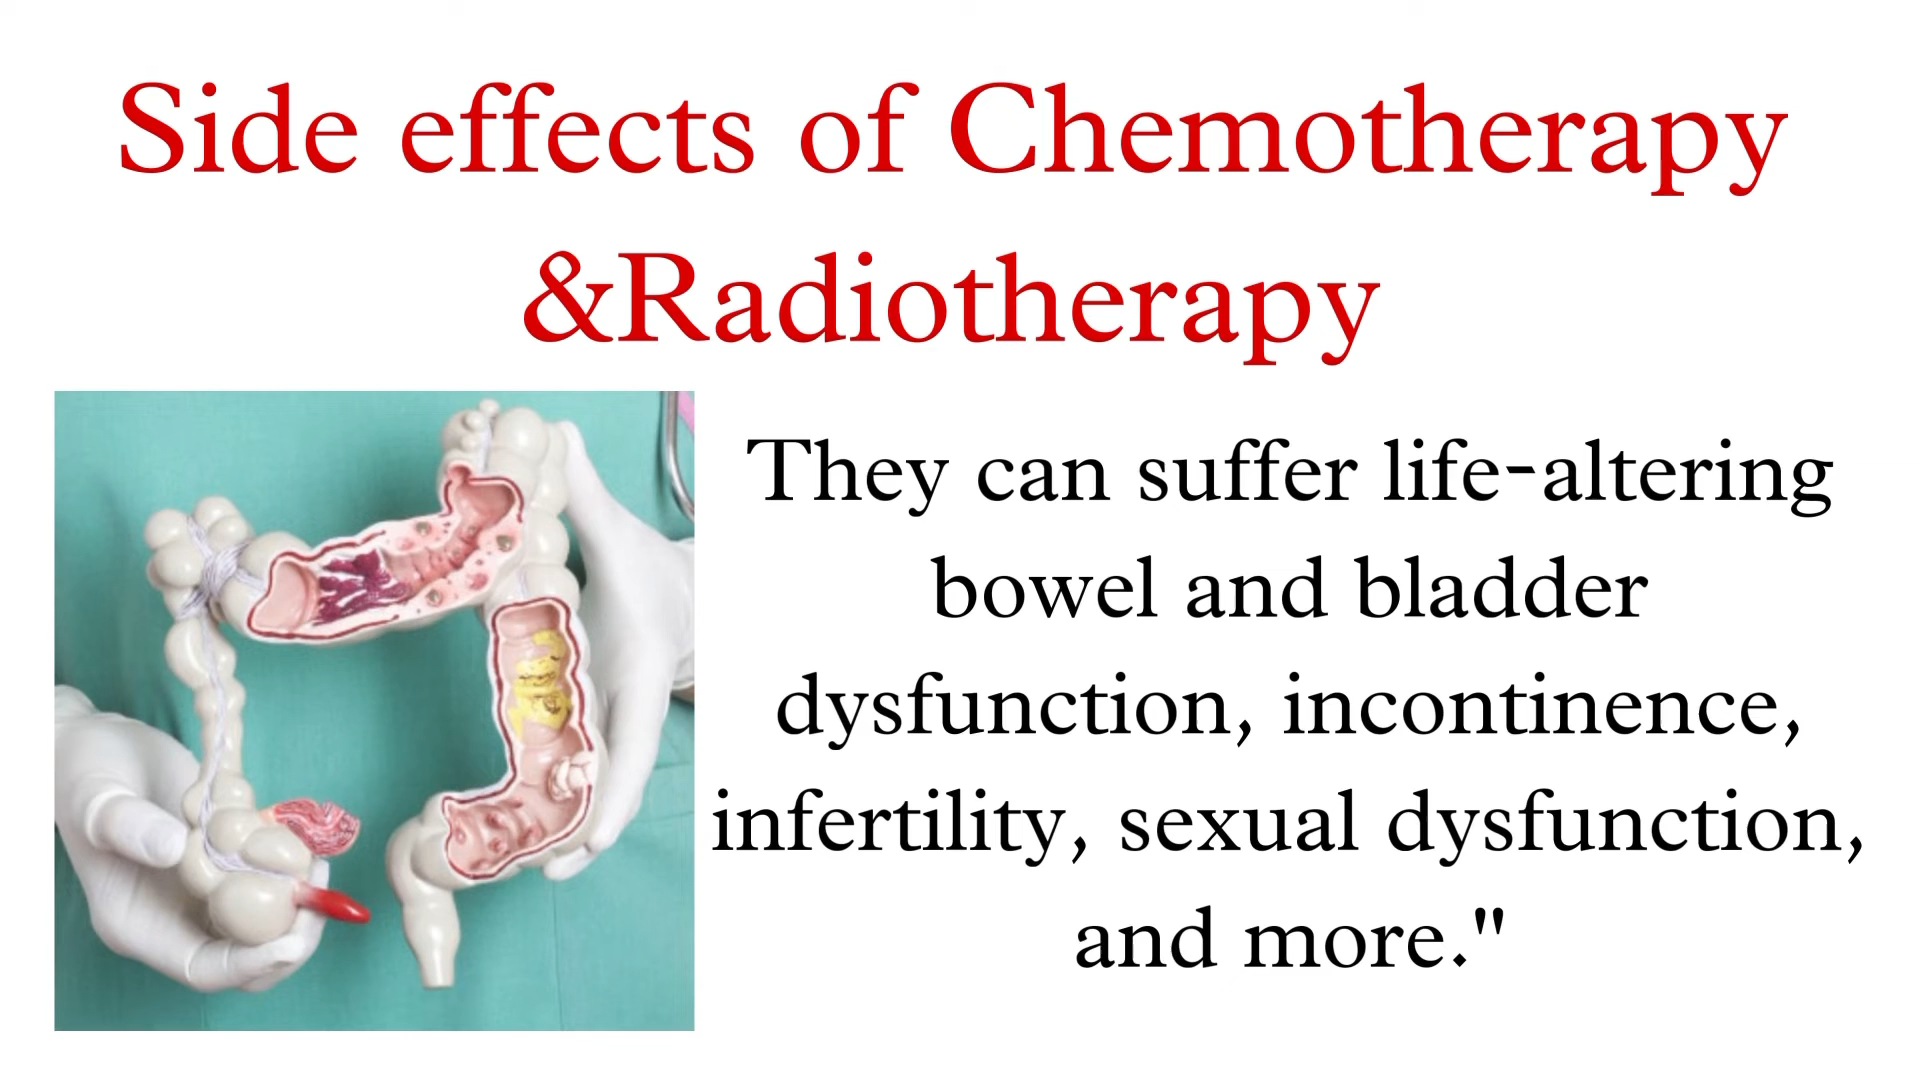 Side effects of Chemotherapy
&Radiotherapy
They can suffer life-altering
bowel and bladder
dysfunction, incontinence,
infertility, sexual dysfunction,
and more."